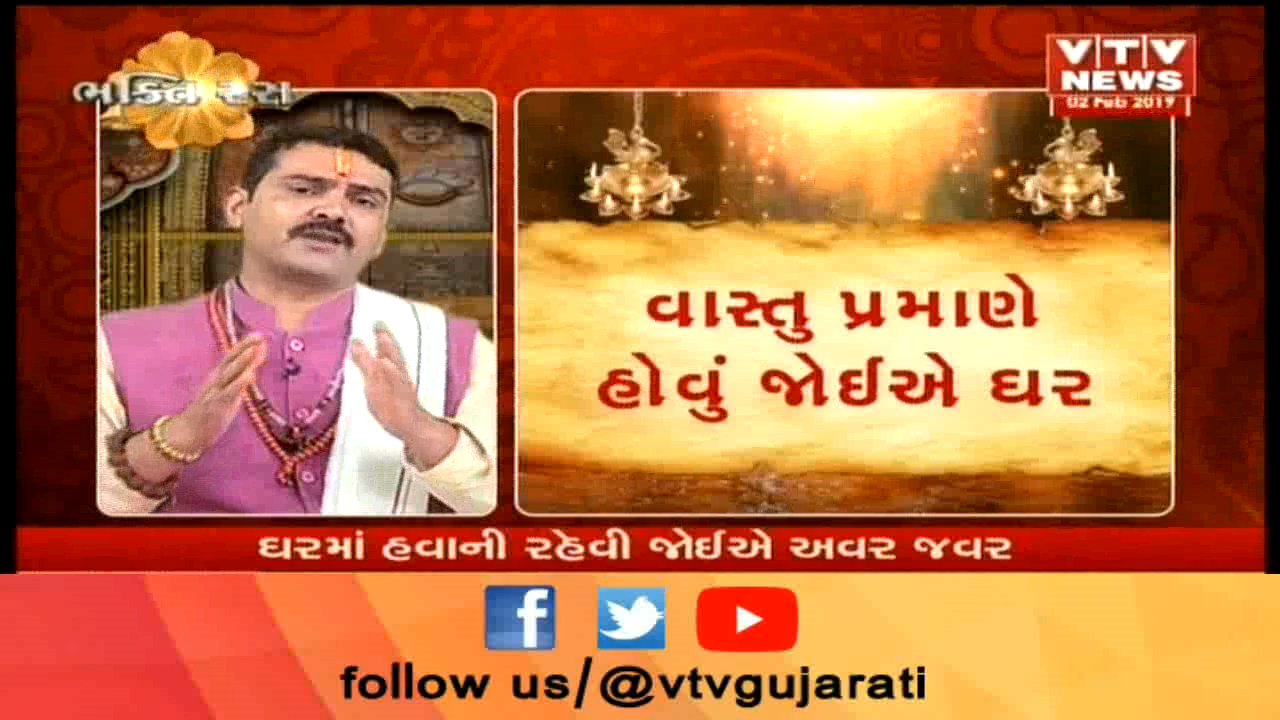 ભક્તિ રસ
VTV
NEWS
02 Feb 2019
વાસ્તુ પ્રમાણે
હોવું જોઈએ ઘર
ઘરમાં હવાની રહેવી જોઈએ અવર જવર
follow us/@vtvgujarati